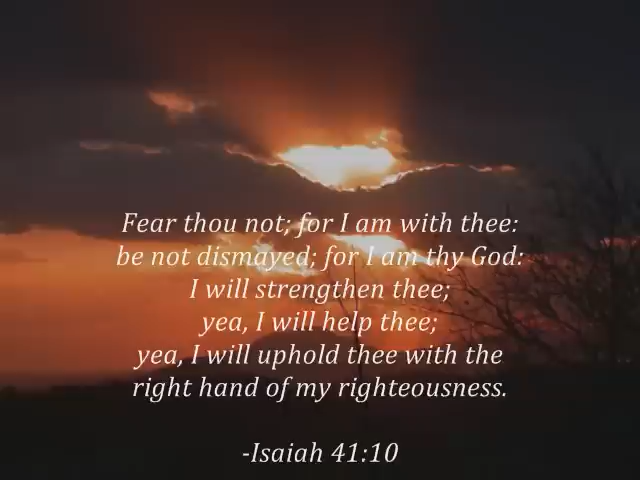 Fear thou not; for I am with thee:
be not dismayed; for I am thy God:
I will strengthen thee;
yea, I will help thee;
yea, I will uphold thee with the
right hand of my righteousness.
-Isaiah 41:10